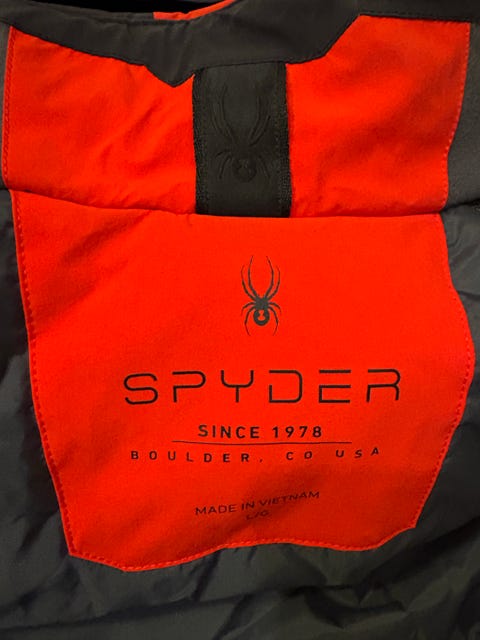 SPYDER
SINCE 1978
BOULDER, CO USA
MADE IN VIETNAM
L/G